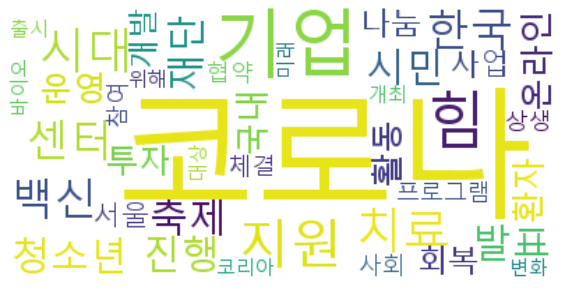 출시
시대
개발
재단
기업
협약
미래
나눔
한국
온라인
바이오
운영
위해
참여
시민
사업
개최
센터
투자
국내
대상
코로나
힘
활동
상생
체결
백신
서울
축제
프로그램
환자
청소년
진행
지원
치료
발표
코리아
사회
회복
변화